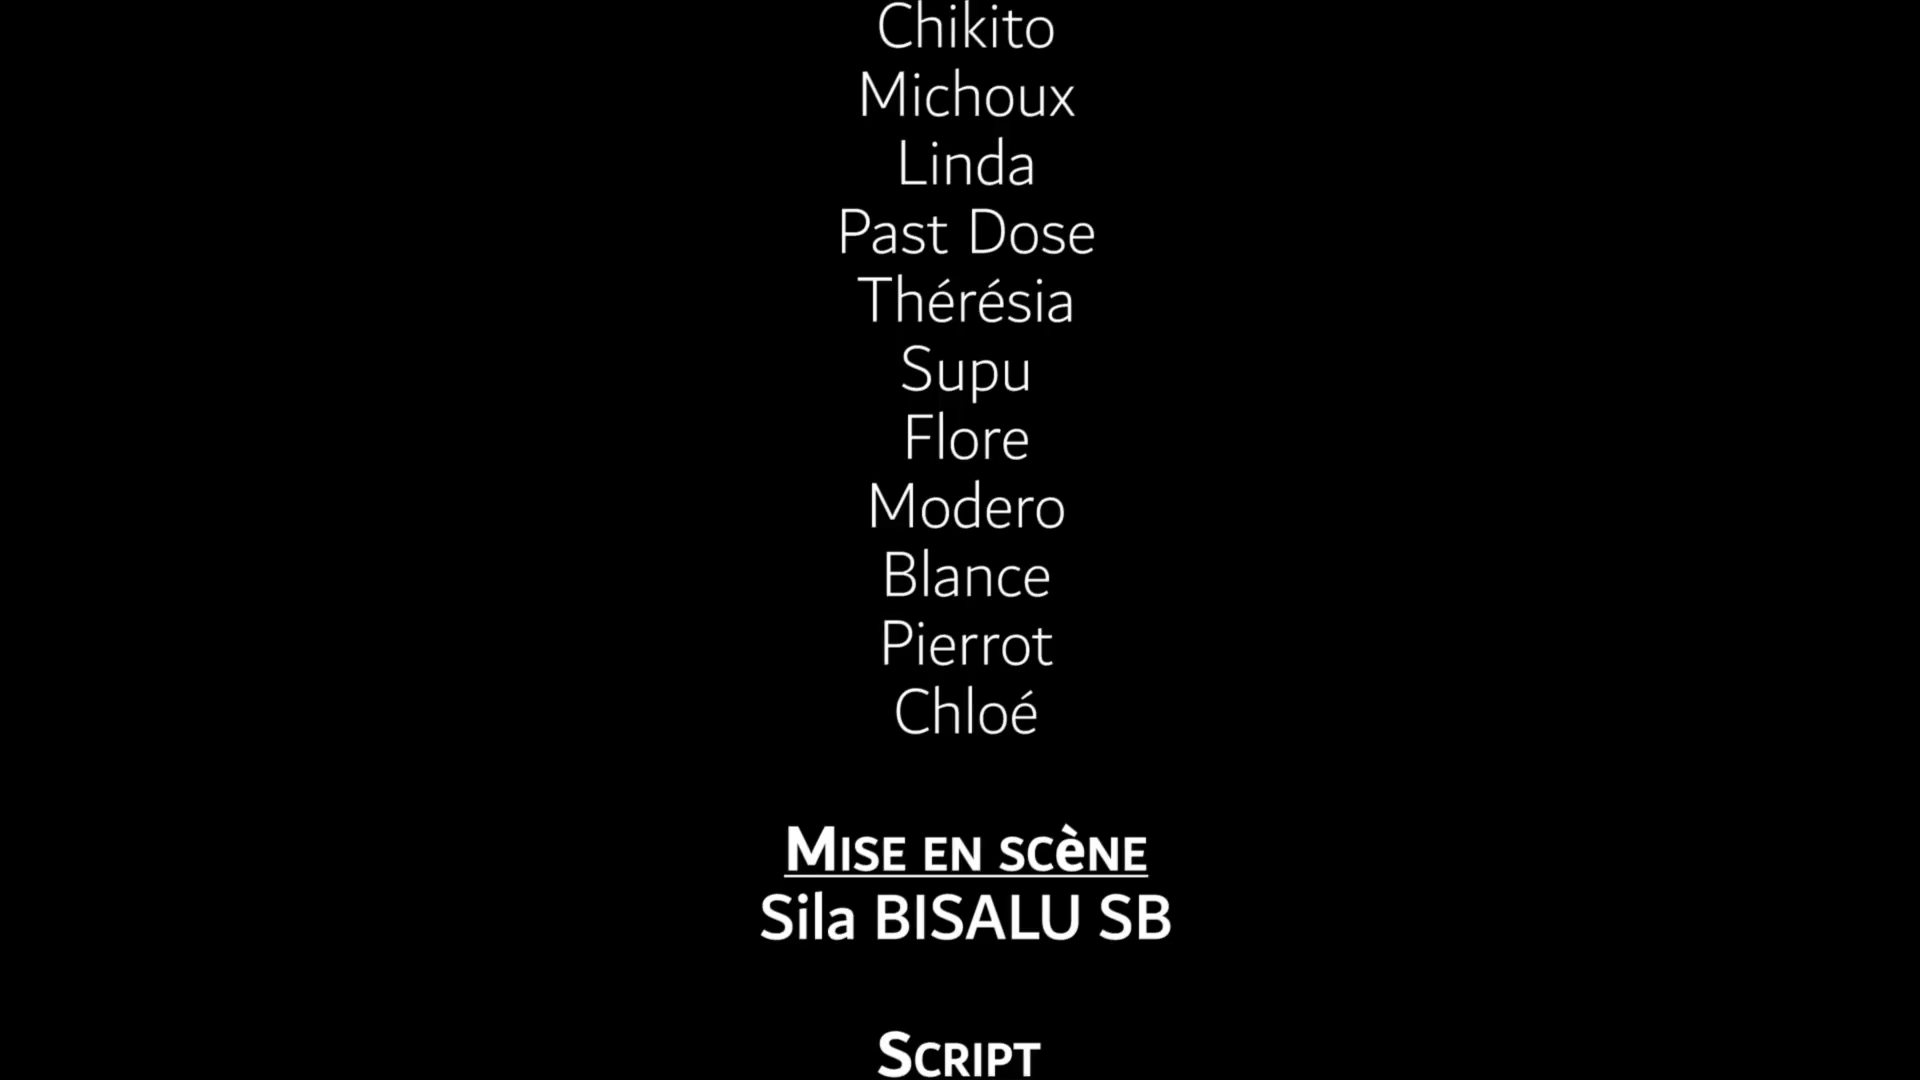 Chikito
Michoux
Linda
Past Dose
Thérésia
Supu
Flore
Modero
Blance
Pierrot
Chloé
Mise en scène
Sila BISALU SB
Script